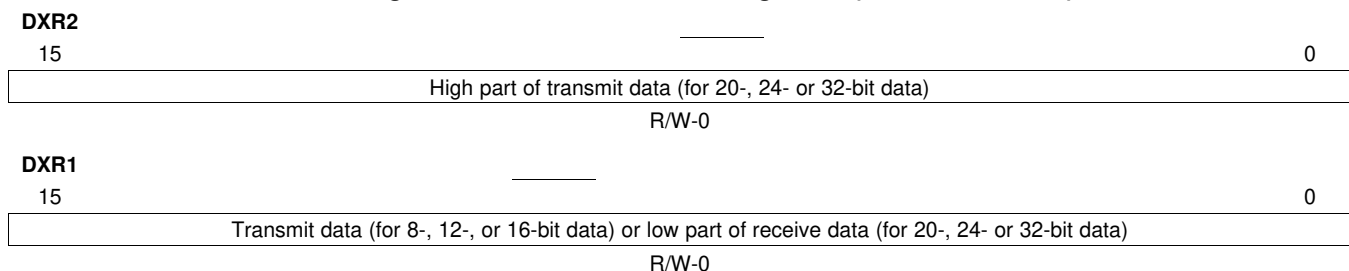 DXR2
15 0
High part of transmit data (for 20-, 24- or 32-bit data)
R/W-0
DXR1
15 0
Transmit data (for 8-, 12-, or 16-bit data) or low part of receive data (for 20-, 24- or 32-bit data)
R/W-0